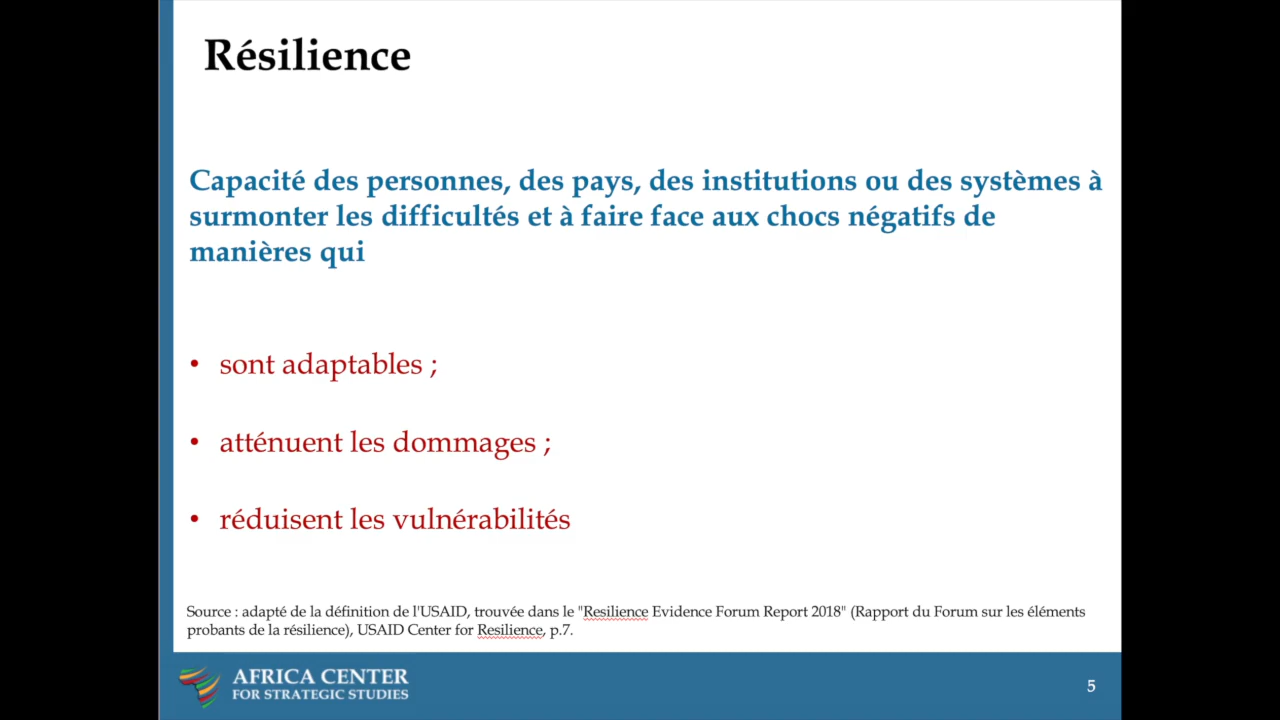 Résilience
Capacité des personnes, des pays, des institutions ou des systèmes à
surmonter les difficultés et à faire face aux chocs négatifs de
manières qui
• sont adaptables ;
• atténuent les dommages ;
• réduisent les vulnérabilités
Source : adapté de la définition de l'USAID, trouvée dans le "Resilience Evidence Forum Report 2018" (Rapport du Forum sur les éléments
probants de la résilience), USAID Center for Resilience, p.7.
AFRICA CENTER
FOR STRATEGIC STUDIES
5